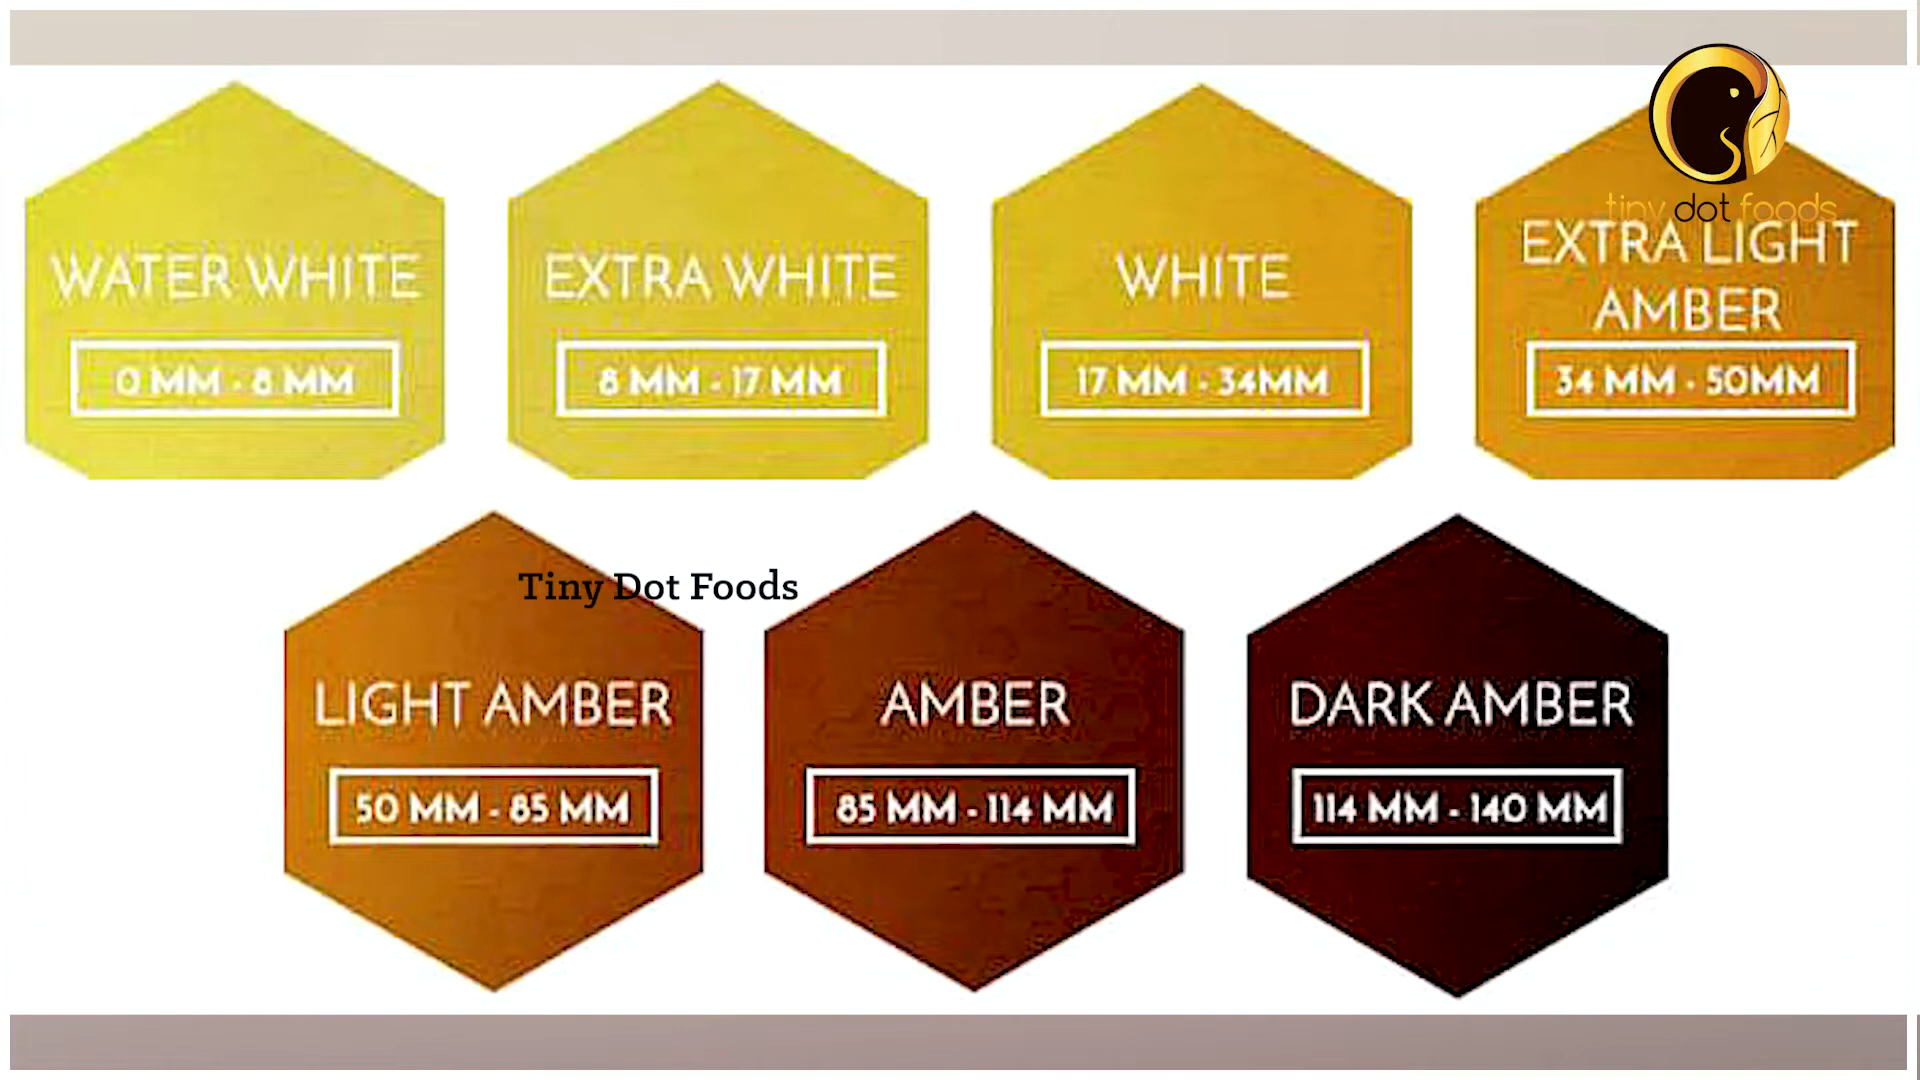 tiny dot foods
WATER WHITE
0 MM - 8 MM
EXTRA WHITE
8 MM - 17 MM
WHITE
17 MM - 34MM
EXTRA LIGHT
AMBER
34 MM - 50MM
Tiny Dot Foods
LIGHT AMBER
50 MM - 85 MM
AMBER
85 MM - 114 MM
DARK AMBER
114 MM - 140 MM